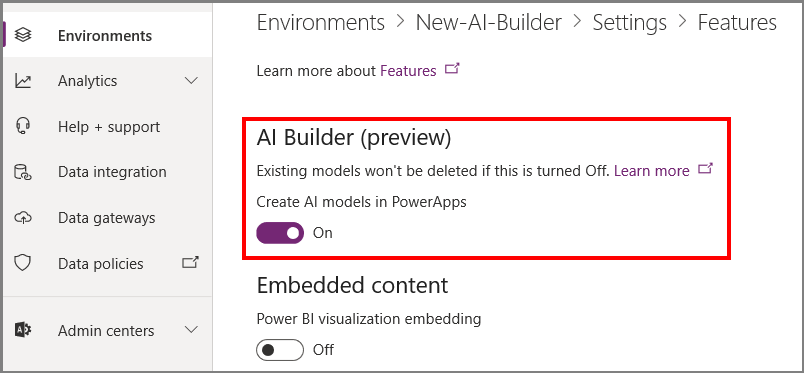 Environments
Analytics
Help + support
Data integration
Data gateways
Data policies
Admin centers
Environments > New-AI-Builder > Settings > Features
Learn more about Features
AI Builder (preview)
Existing models won't be deleted if this is turned Off. Learn more
Create AI models in PowerApps
On
Embedded content
Power BI visualization embedding
Off